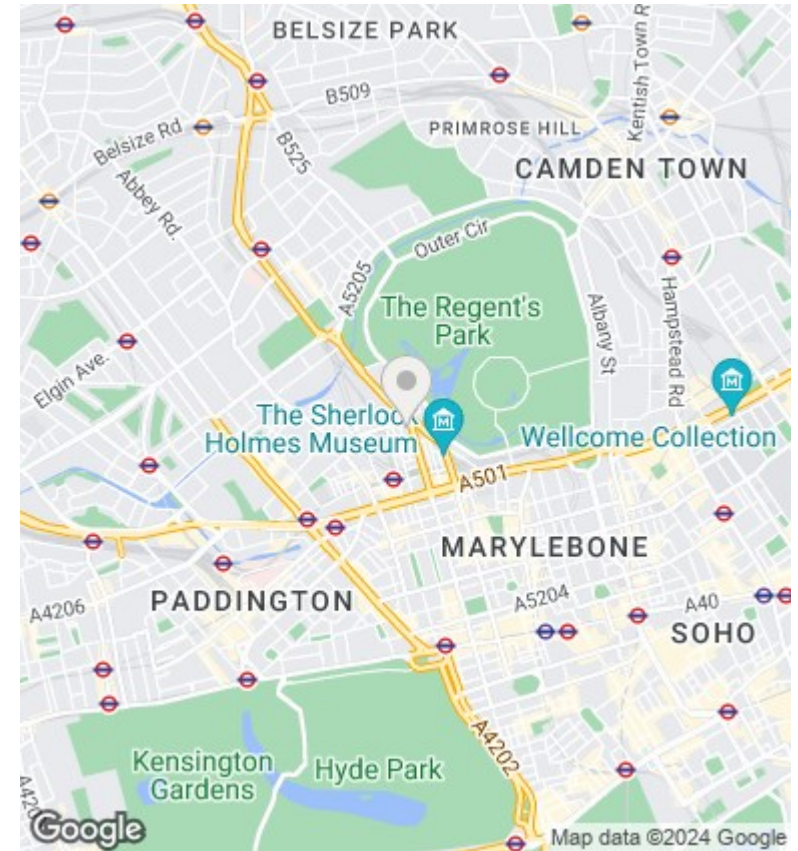 BELSIZE PARK
Kentish Town R
B509
PRIMROSE HILL
Belsize Rd
B525
CAMDEN TOWN
Abbey Rd.
Outer Cir
A5205
The Regent's
Park
Albany St
Hampstead Rd
Elgin Ave.
The Sherlock
Holmes Museum
Wellcome Collection
A501
MARYLEBONE
A4206
PADDINGTON
A5204
A40
SOHO
A4202
Kensington
Gardens
Hyde Park
Google
Map data ©2024 Google